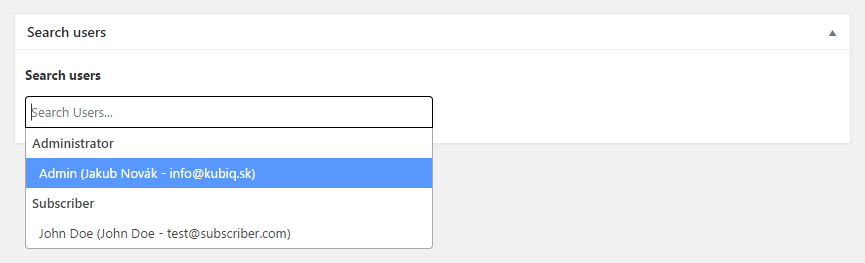 Search users
Search users
Search Users...
Administrator
Admin (Jakub Novák - info@kubiq.sk)
Subscriber
John Doe (John Doe - test@subscriber.com)